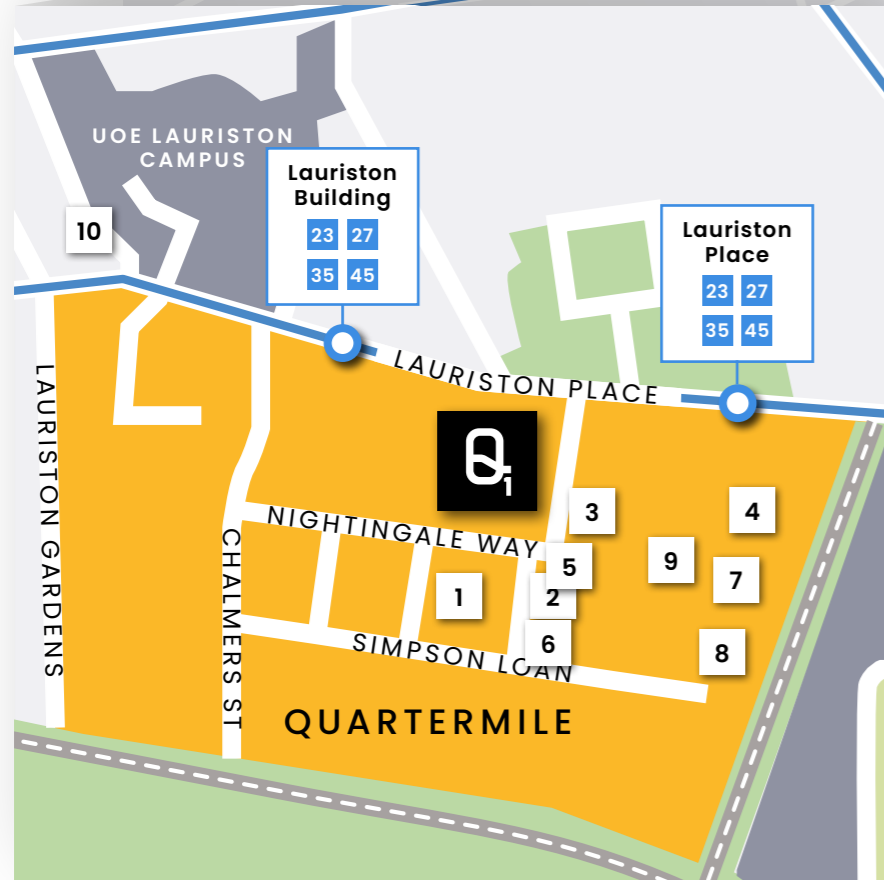 UOE LAURISTON
CAMPUS
Lauriston
Building
23 27
35 45
10
Lauriston
Place
23 27
35 45
LAURISTON PLACE
LAURISTON GARDENS
Q1
3
4
NIGHTINGALE WAY
CHALMERS ST
5
9
7
1
2
6
8
SIMPSON LOAN
QUARTERMILE